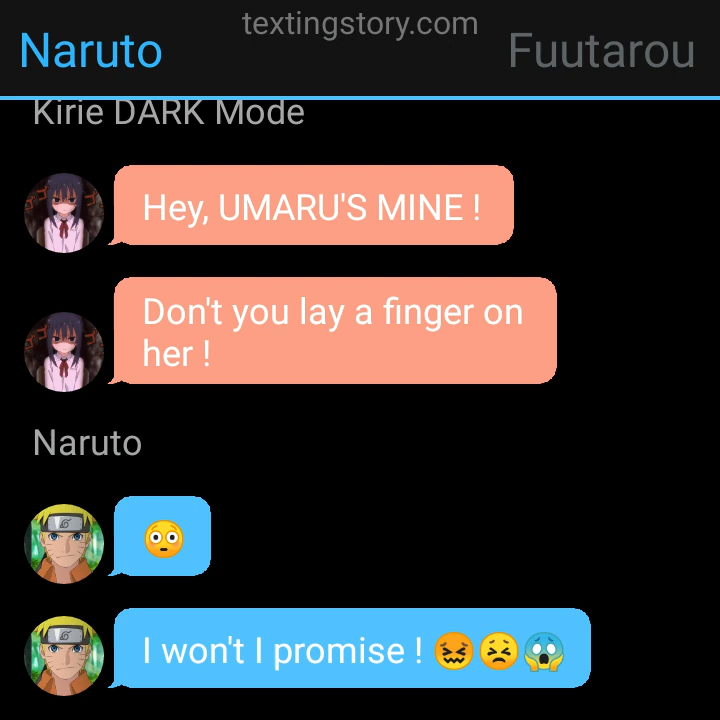 textingstory.com
Naruto
Fuutarou
Kirie DARK Mode
Hey, UMARU'S MINE !
Don't you lay a finger on
her !
Naruto
😳
I won't I promise ! 😖😣😱